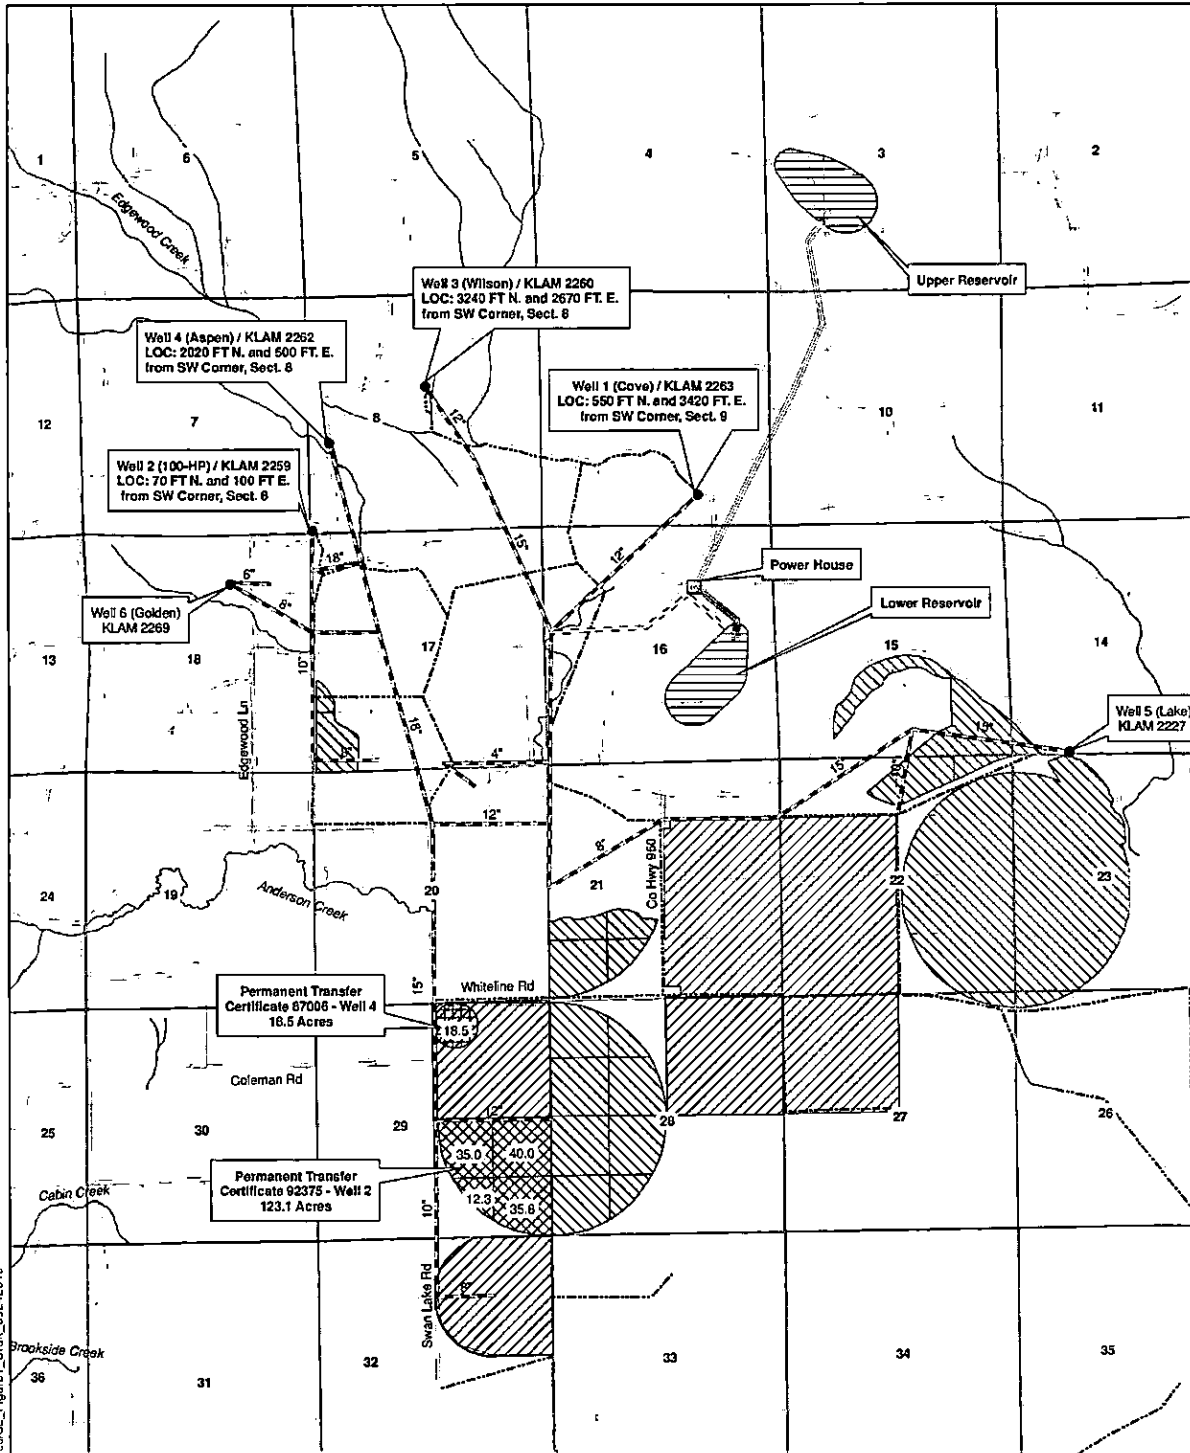 1
6
5
4
3
2
Edgewood Creek
Upper Reservoir
Well 3 (Wilson) / KLAM 2260
LOC: 3240 FT N. and 2670 FT. E.
from SW Corner, Sect. 8
Well 4 (Aspen) / KLAM 2262
LOC: 2020 FT N. and 500 FT. E.
from SW Corner, Sect. 8
Well 1 (Cove) / KLAM 2263
LOC: 550 FT N. and 3420 FT. E.
from SW Corner, Sect. 9
12
7
8
12"
10
11
Well 2 (100-HP) / KLAM 2259
LOC: 70 FT N. and 100 FT E.
from SW Corner, Sect. 8
15"
12"
18"
6"
8"
Power House
Well 6 (Golden)
KLAM 2269
Lower Reservoir
13
18
17
16
15
14
10"
Edgewood Ln
18"
8"
4"
15"
15"
Well 5 (Lake)
KLAM 2227
12"
8"
Co Hwy 960
24
19
Anderson Creek
20
21
22
23
15"
Whiteline Rd
Permanent Transfer
Certificate 87006 - Well 4
18.5 Acres
18.5
Coleman Rd
25
30
29
12"
28
27
26
35.0
40.0
Permanent Transfer
Certificate 92375 - Well 2
123.1 Acres
12.3
35.8
Cabin Creek
10"
Swan Lake Rd
8"
Brookside Creek
36
31
32
33
34
35